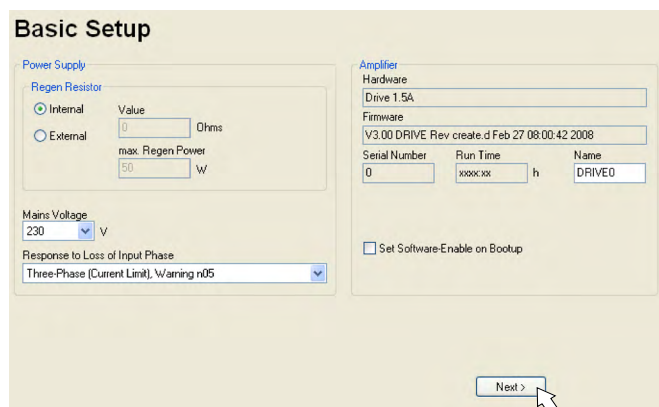 Basic Setup
Power Supply
Regen Resistor
Internal
External
Value
0 Ohms
max. Regen Power
50 W
Mains Voltage
230 V
Response to Loss of Input Phase
Three-Phase (Current Limit), Warning n05
Amplifier
Hardware
Drive 1.5A
Firmware
V3.00 DRIVE Rev create.d Feb 27 08:00:42 2008
Serial Number Run Time Name
0 xxxx:xx h DRIVE0
Set Software-Enable on Bootup
Next >